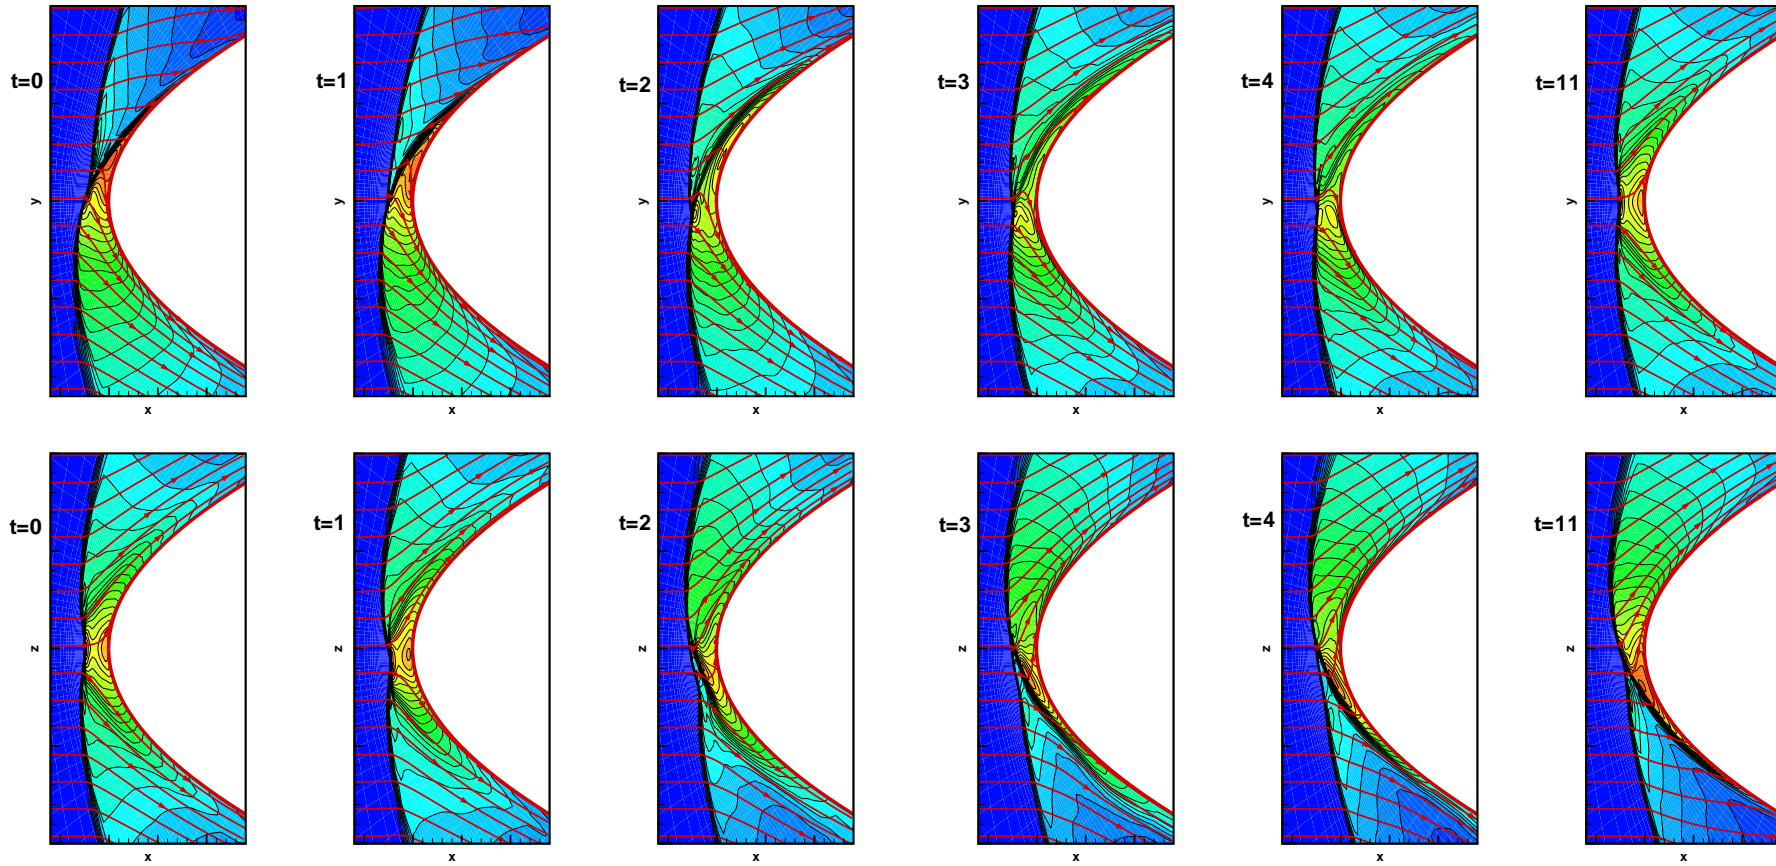 t=0 t=1 t=2 t=3 t=4 t=11
y y y y y y
x x x x x x
t=0 t=1 t=2 t=3 t=4 t=11
z z z z z z
x x x x x x